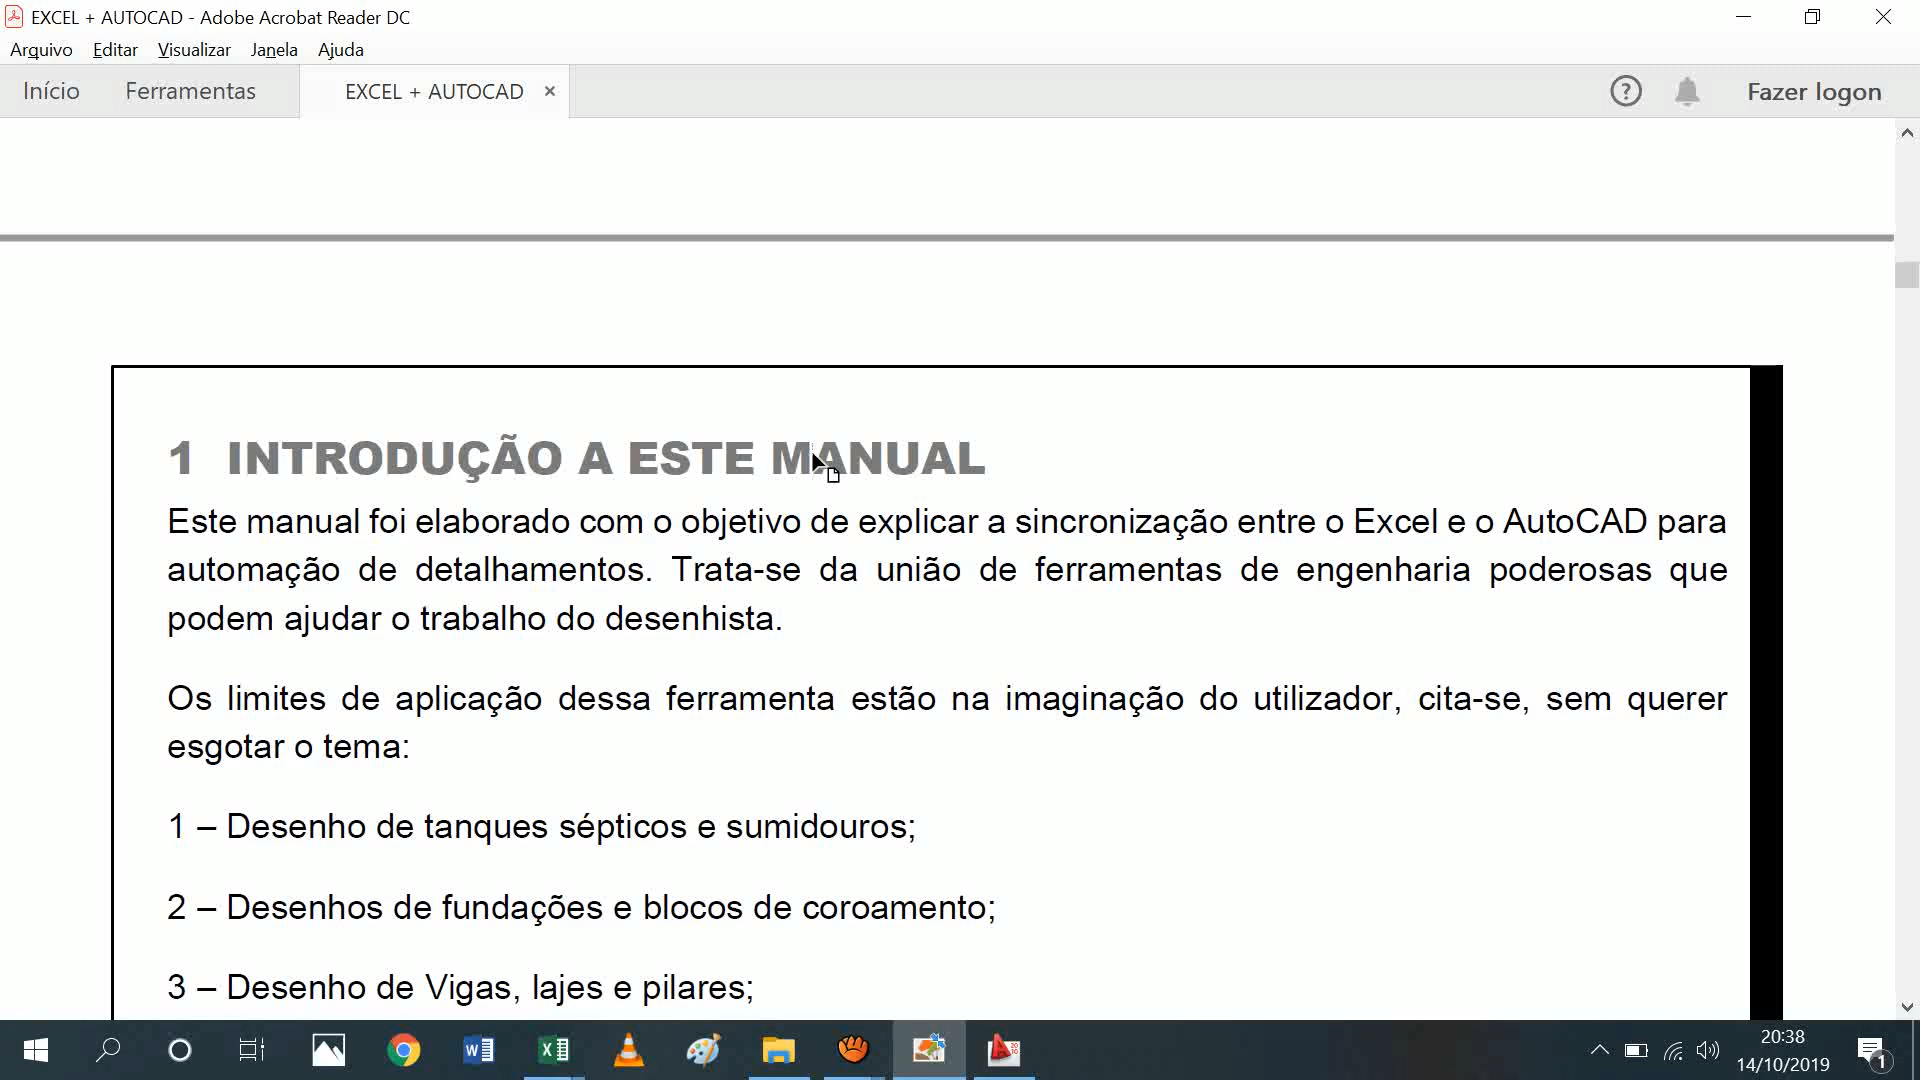 EXCEL + AUTOCAD - Adobe Acrobat Reader DC
Arquivo Editar Visualizar Janela Ajuda
Início Ferramentas EXCEL + AUTOCAD × Fazer logon
1 INTRODUÇÃO A ESTE MANUAL
Este manual foi elaborado com o objetivo de explicar a sincronização entre o Excel e o AutoCAD para
automação de detalhamentos. Trata-se da união de ferramentas de engenharia poderosas que
podem ajudar o trabalho do desenhista.
Os limites de aplicação dessa ferramenta estão na imaginação do utilizador, cita-se, sem querer
esgotar o tema:
1 – Desenho de tanques sépticos e sumidouros;
2 – Desenhos de fundações e blocos de coroamento;
3 – Desenho de Vigas, lajes e pilares;
20:38
14/10/2019
1